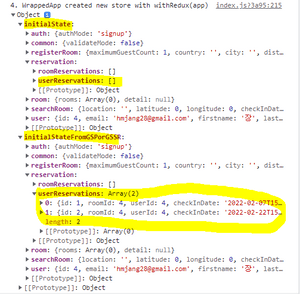 4. WrappedApp created new store with withRedux(app) index.js?3a95:215
Object
initialState:
auth: {authMode: 'signup'}
common: {validateMode: false}
registerRoom: {maximumGuestCount: 1, country: '', city: '', dist…
reservation:
roomReservations: []
userReservations: []
[[Prototype]]: Object
room: {rooms: Array(0), detail: null}
searchRoom: {location: '', latitude: 0, longitude: 0, checkInDat…
user: {id: 4, email: 'hmjang28@gmail.com', firstname: '장', last…
[[Prototype]]: Object
initialStateFromGSPorGSSR:
auth: {authMode: 'signup'}
common: {validateMode: false}
registerRoom: {maximumGuestCount: 1, country: '', city: '', dist…
reservation:
roomReservations: []
userReservations: Array(2)
0: {id: 1, roomId: 4, userId: 4, checkInDate: '2022-02-07T15…
1: {id: 2, roomId: 4, userId: 4, checkInDate: '2022-02-22T15…
length: 2
[[Prototype]]: Array(0)
[[Prototype]]: Object
room: {rooms: Array(0), detail: null}
searchRoom: {location: '', latitude: 0, longitude: 0, checkInDat…
user: {id: 4, email: 'hmjang28@gmail.com', firstname: '장', last…
[[Prototype]]: Object
[[Prototype]]: Object